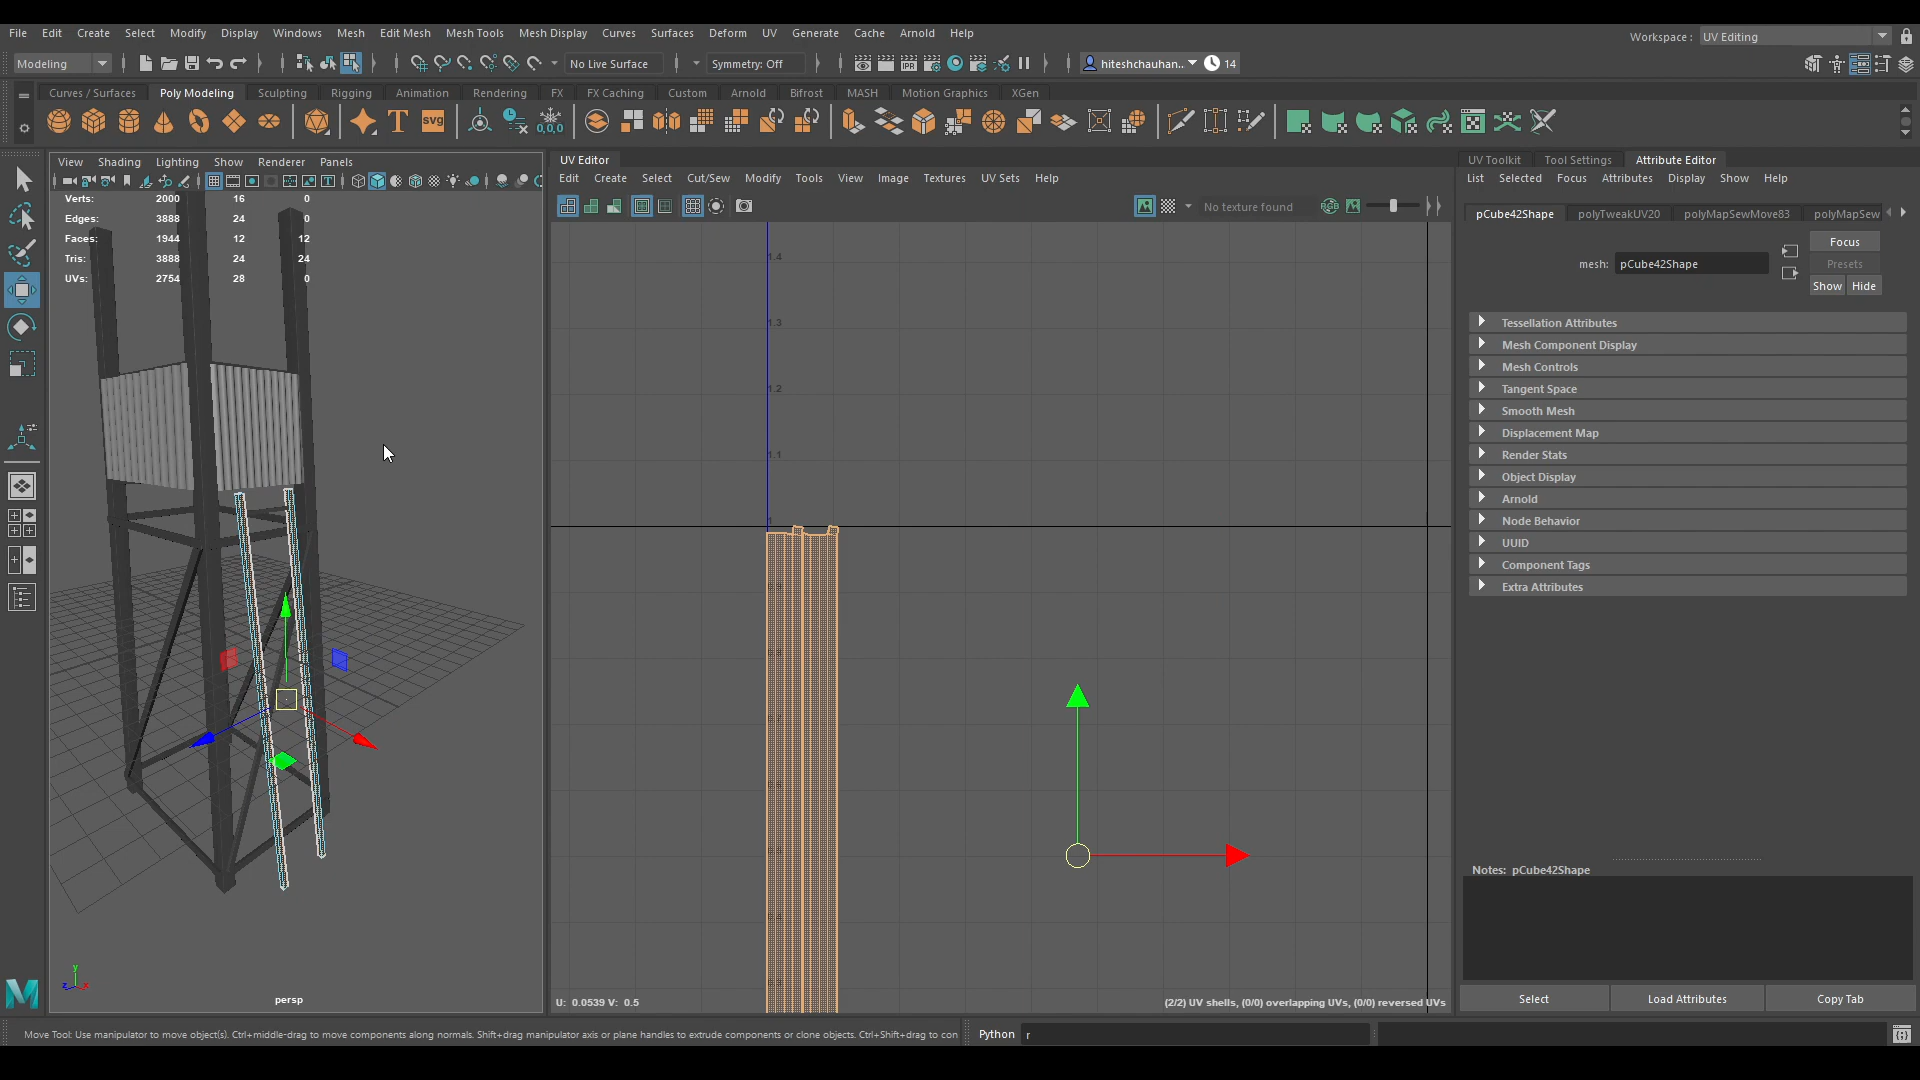 File Edit Create Select Modify Display Windows Mesh Edit Mesh Mesh Tools Mesh Display Curves Surfaces Deform UV Generate Cache Arnold Help
Workspace : UV Editing
Modeling No Live Surface Symmetry: Off hiteshchauhan... 14
Curves / Surfaces Poly Modeling Sculpting Rigging Animation Rendering FX FX Caching Custom Arnold Bifrost MASH Motion Graphics XGen
T svg
0,0,0
IPR
View Shading Lighting Show Renderer Panels
Verts: 2000 16 0
Edges: 3888 24 0
Faces: 1944 12 12
Tris: 3888 24 24
UVs: 2754 28 0
y
z x
persp
UV Editor
Edit Create Select Cut/Sew Modify Tools View Image Textures UV Sets Help
No texture found
RGB
1.4
1.3
1.2
1.1
1
U: 0.0539 V: 0.5
(2/2) UV shells, (0/0) overlapping UVs, (0/0) reversed UVs
UV Toolkit Tool Settings Attribute Editor
List Selected Focus Attributes Display Show Help
pCube42Shape polyTweakUV20 polyMapSewMove83 polyMapSew
mesh: pCube42Shape
Focus
Presets
Show Hide
Tessellation Attributes
Mesh Component Display
Mesh Controls
Tangent Space
Smooth Mesh
Displacement Map
Render Stats
Object Display
Arnold
Node Behavior
UUID
Component Tags
Extra Attributes
Notes: pCube42Shape
Select Load Attributes Copy Tab
Move Tool: Use manipulator to move object(s). Ctrl+middle-drag to move components along normals. Shift+drag manipulator axis or plane handles to extrude components or clone objects. Ctrl+Shift+drag to con
Python r